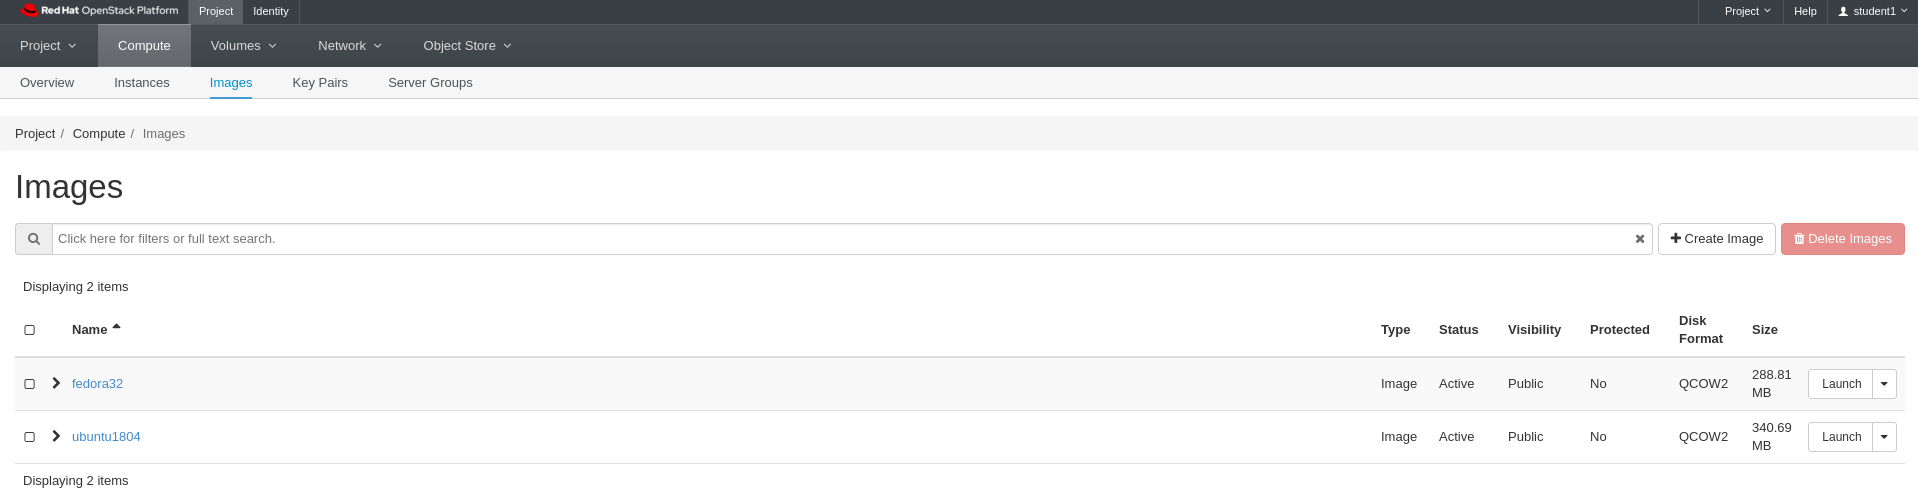 Red Hat OpenStack Platform Project Identity Project Help student1
Project Compute Volumes Network Object Store
Overview Instances Images Key Pairs Server Groups
Project / Compute / Images
Images
Click here for filters or full text search. Create Image Delete Images
Displaying 2 items
Name Type Status Visibility Protected Disk Format Size
fedora32 Image Active Public No QCOW2 288.81 MB Launch
ubuntu1804 Image Active Public No QCOW2 340.69 MB Launch
Displaying 2 items